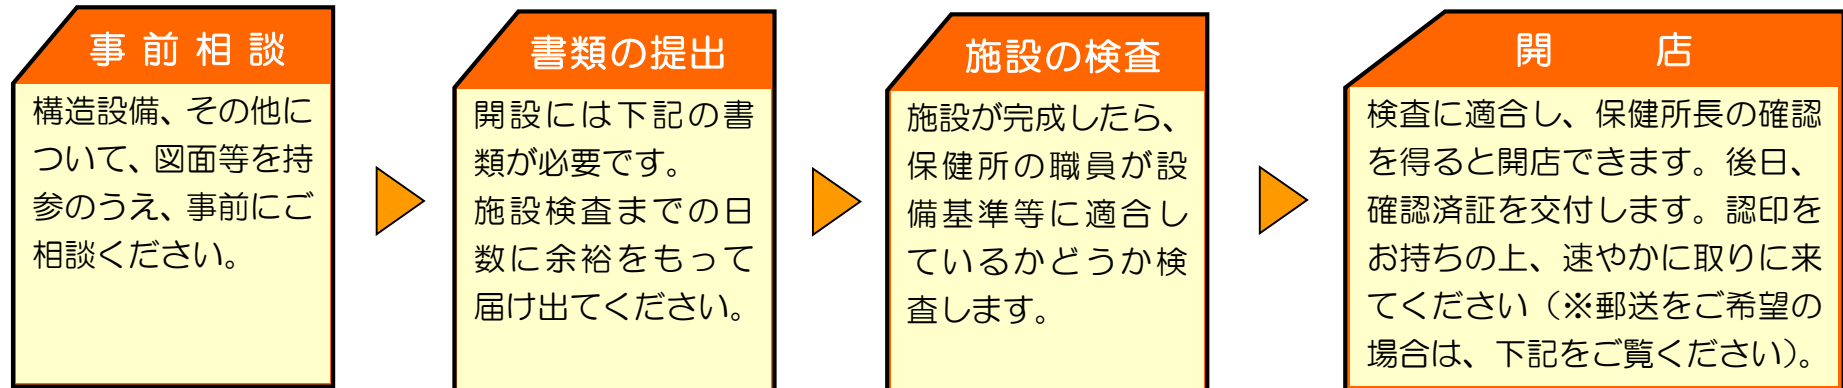 事前相談
構造設備、その他に
ついて、図面等を持
参のうえ、事前にご
相談ください。
書類の提出
開設には下記の書
類が必要です。
施設検査までの日
数に余裕をもって
届け出てください。
施設の検査
施設が完成したら、
保健所の職員が設
備基準等に適合し
ているかどうか検
査します。
開店
検査に適合し、保健所長の確認
を得ると開店できます。後日、
確認済証を交付します。認印を
お持ちの上、速やかに取りに来
てください（※郵送をご希望の
場合は、下記をご覧ください）。